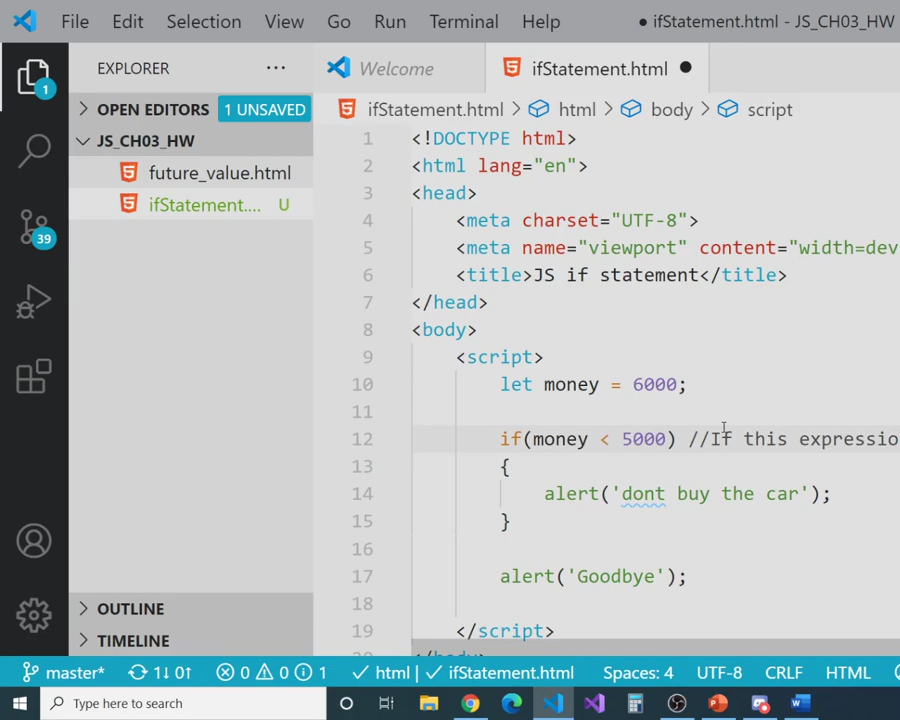 File Edit Selection View Go Run Terminal Help ● ifStatement.html - JS_CH03_HW
EXPLORER ···
Welcome
ifStatement.html ●
OPEN EDITORS 1 UNSAVED
ifStatement.html > html > body > script
JS_CH03_HW
future_value.html
ifStatement.... U
1 <!DOCTYPE html>
2 <html lang="en">
3 <head>
4 <meta charset="UTF-8">
5 <meta name="viewport" content="width=dev
6 <title>JS if statement</title>
7 </head>
8 <body>
9 <script>
10 let money = 6000;
11
12 if(money < 5000) //If this expressio
13 {
14 alert('dont buy the car');
15 }
16
17 alert('Goodbye');
18
19 </script>
1
39
OUTLINE
TIMELINE
master* 1↓ 0↑ 0 0 1 ✓ html | ✓ ifStatement.html Spaces: 4 UTF-8 CRLF HTML
Type here to search